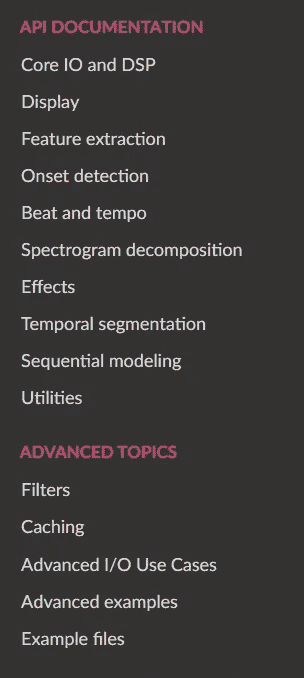 API DOCUMENTATION
Core IO and DSP
Display
Feature extraction
Onset detection
Beat and tempo
Spectrogram decomposition
Effects
Temporal segmentation
Sequential modeling
Utilities
ADVANCED TOPICS
Filters
Caching
Advanced I/O Use Cases
Advanced examples
Example files